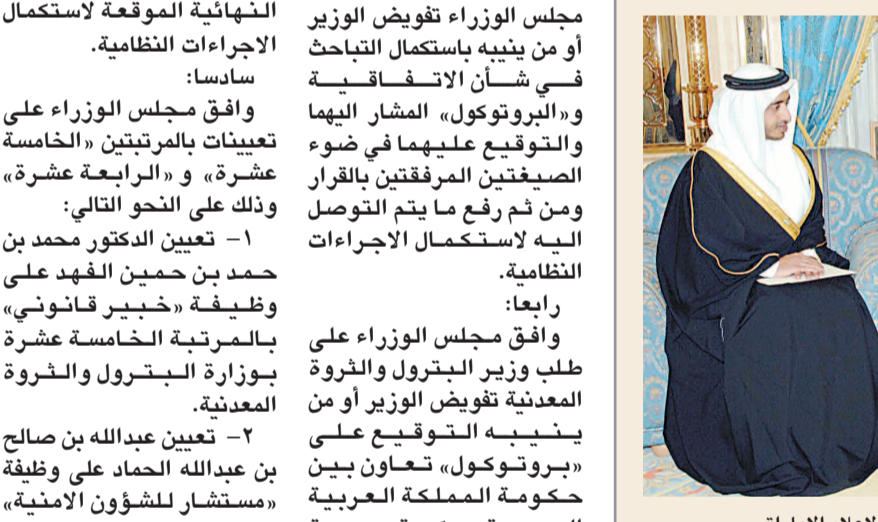 مجلس الوزراء تفويض الوزير
أو من ينيبه باستكمال التباحث
في شأن الاتفاقية
و«البروتوكول» المشار اليهما
والتوقيع عليهما في ضوء
الصيغتين المرفقتين بالقرار
ومن ثم رفع ما يتم التوصل
اليه لاستكمال الاجراءات
النظامية.
رابعا:
وافق مجلس الوزراء على
طلب وزير البترول والثروة
المعدنية تفويض الوزير أو من
ينيبه التوقيع على
«بروتوكول» تعاون بين
حكومة المملكة العربية
النهائية الموقعة لاستكمال
الاجراءات النظامية.
سادسا:
وافق مجلس الوزراء على
تعيينات بالمرتبتين «الخامسة
عشرة» و «الرابعة عشرة»
وذلك على النحو التالي:
١- تعيين الدكتور محمد بن
حمد بن حمين الفهد على
وظيفة «خبير قانوني»
بالمرتبة الخامسة عشرة
بوزارة البترول والثروة
المعدنية.
٢- تعيين عبدالله بن صالح
بن عبدالله الحماد على وظيفة
«مستشار للشؤون الامنية»